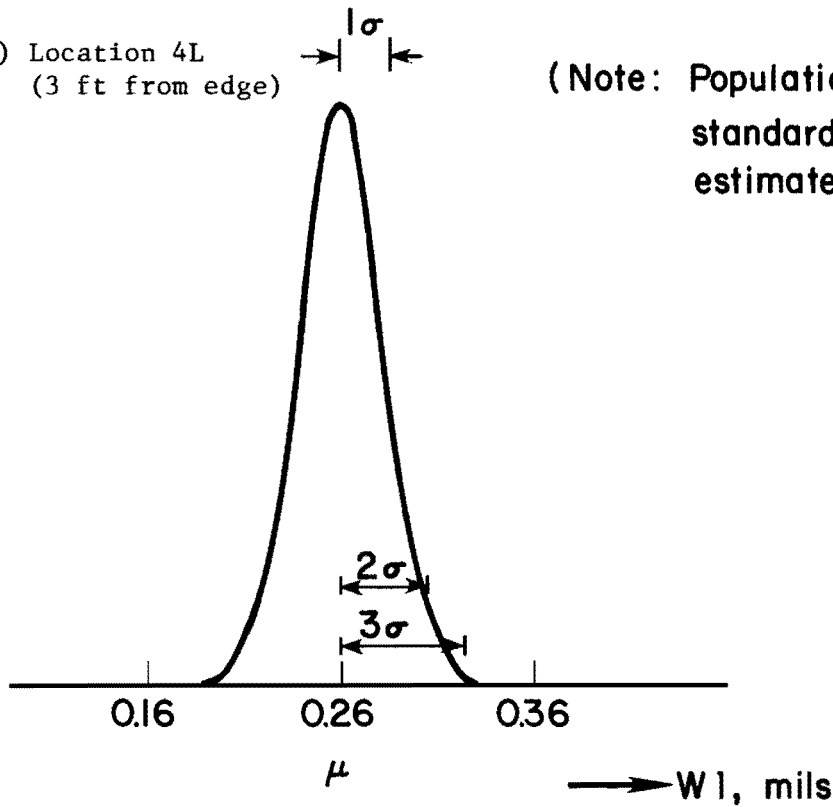 ) Location 4L
(3 ft from edge)
1σ
(Note: Populatio
standard
estimate
2σ
3σ
0.16 0.26 0.36
μ
W1, mils